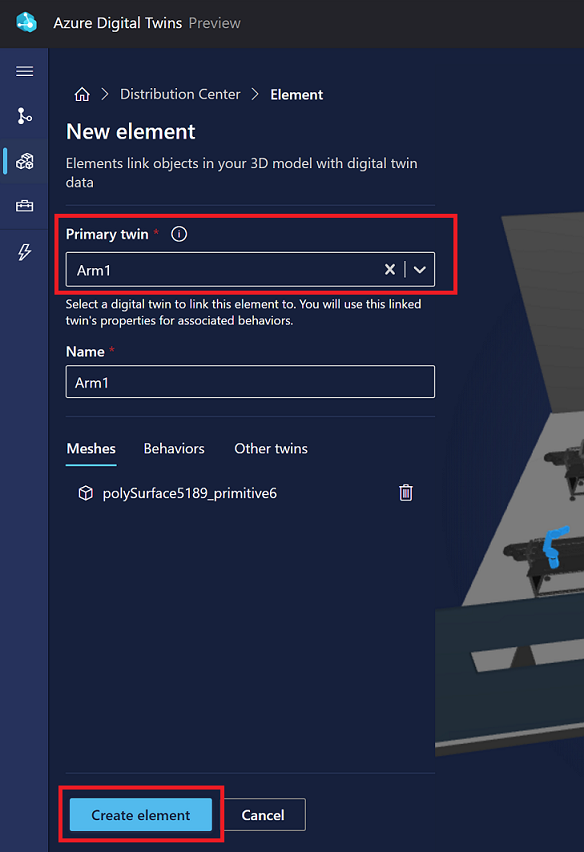 Azure Digital Twins Preview
Distribution Center > Element
New element
Elements link objects in your 3D model with digital twin
data
Primary twin *
Arm1
Select a digital twin to link this element to. You will use this linked
twin's properties for associated behaviors.
Name *
Arm1
Meshes Behaviors Other twins
polySurface5189_primitive6
Create element Cancel